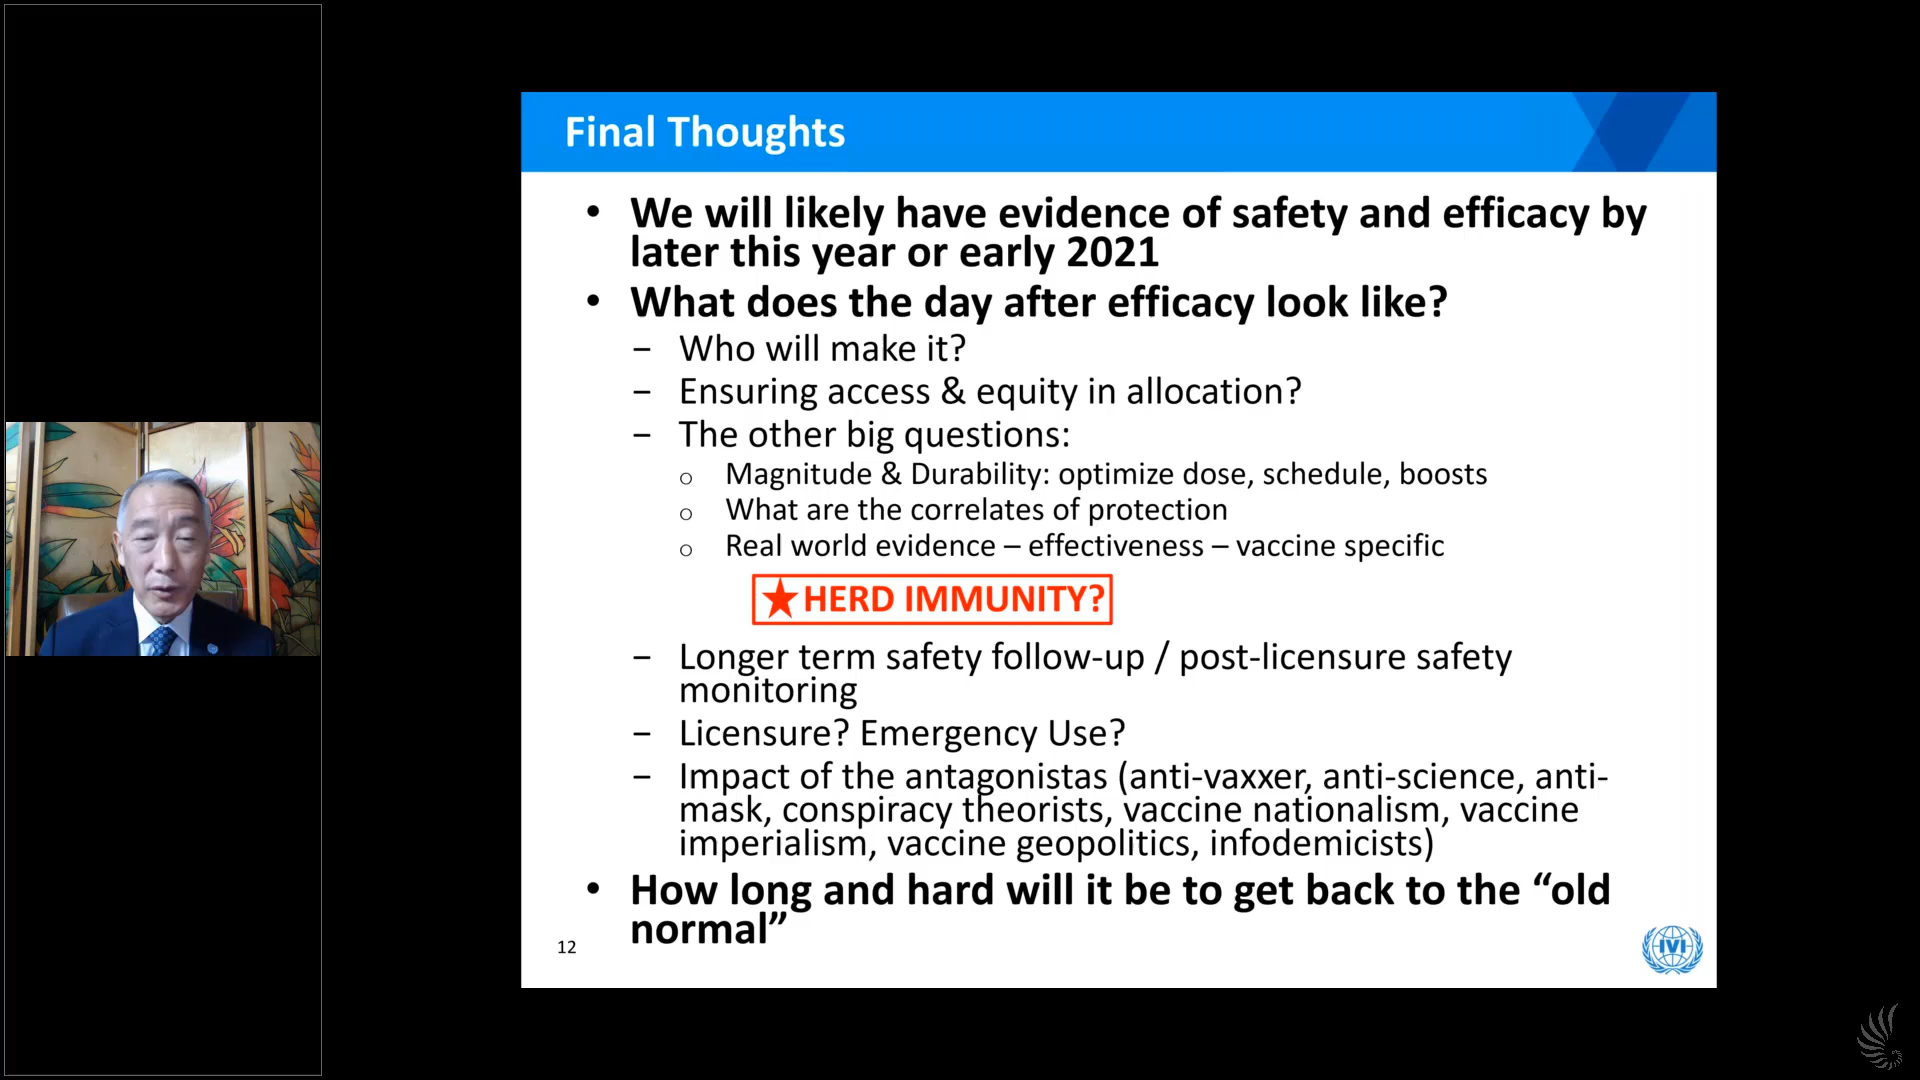 Final Thoughts
• We will likely have evidence of safety and efficacy by
later this year or early 2021
• What does the day after efficacy look like?
– Who will make it?
– Ensuring access & equity in allocation?
– The other big questions:
o Magnitude & Durability: optimize dose, schedule, boosts
o What are the correlates of protection
o Real world evidence – effectiveness – vaccine specific
★HERD IMMUNITY?
– Longer term safety follow-up / post-licensure safety
monitoring
– Licensure? Emergency Use?
– Impact of the antagonistas (anti-vaxxer, anti-science, anti-
mask, conspiracy theorists, vaccine nationalism, vaccine
imperialism, vaccine geopolitics, infodemicists)
• How long and hard will it be to get back to the “old
normal”
12
IVI